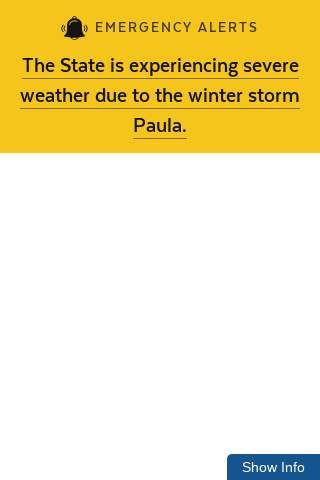 EMERGENCY ALERTS
The State is experiencing severe
weather due to the winter storm
Paula.
Show Info